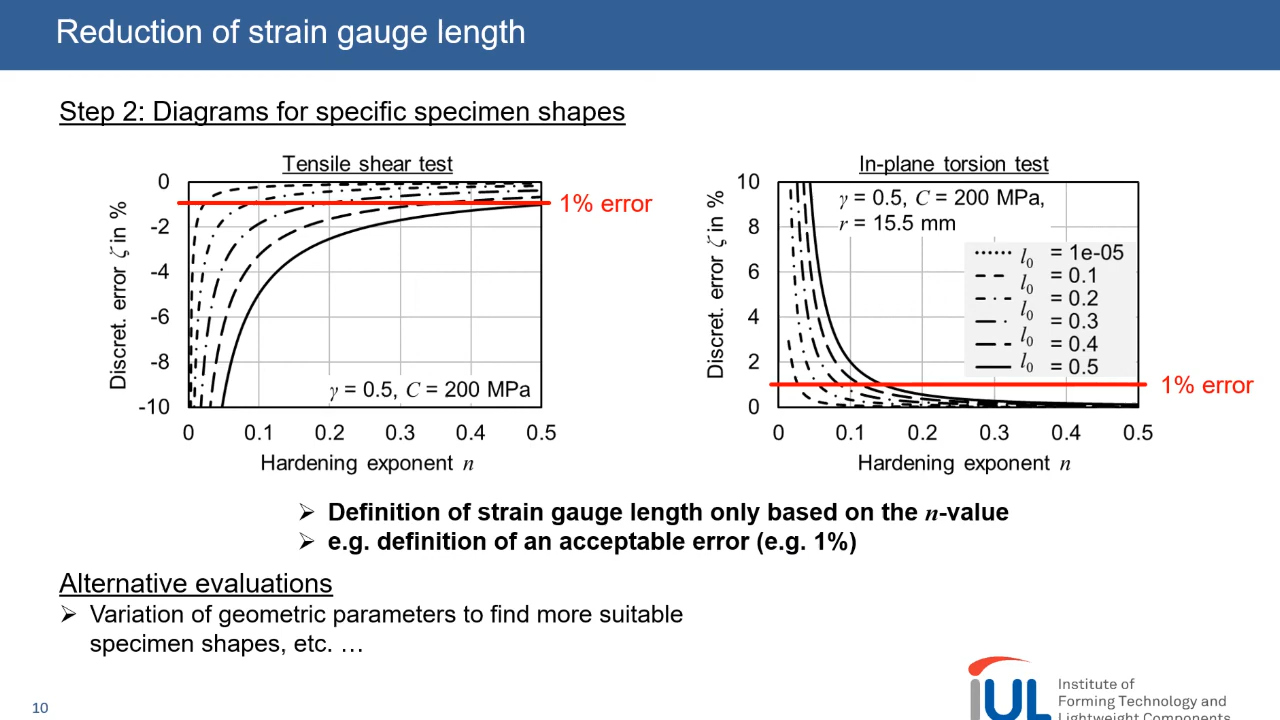 Reduction of strain gauge length
Step 2: Diagrams for specific specimen shapes
Tensile shear test
0
-2
-4
-6
-8
-10
Discret. error ζ in %
1% error
γ = 0.5, C = 200 MPa
0 0.1 0.2 0.3 0.4 0.5
Hardening exponent n
In-plane torsion test
10
8
6
4
2
0
Discret. error ζ in %
γ = 0.5, C = 200 MPa,
r = 15.5 mm
l0 = 1e-05
l0 = 0.1
l0 = 0.2
l0 = 0.3
l0 = 0.4
= 0.5
1% error
0 0.1 0.2 0.3 0.4 0.5
Hardening exponent n
➢ Definition of strain gauge length only based on the n-value
➢ e.g. definition of an acceptable error (e.g. 1%)
Alternative evaluations
➢ Variation of geometric parameters to find more suitable
specimen shapes, etc. …
10
iUL
Institute of
Forming Technology and
Lightweight Components